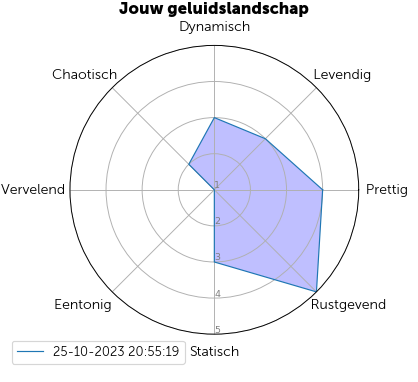 Jouw geluidslandschap
Dynamisch
Chaotisch
Levendig
Vervelend
1
Prettig
2
3
4
Eentonig
Rustgevend
5
25-10-2023 20:55:19
Statisch